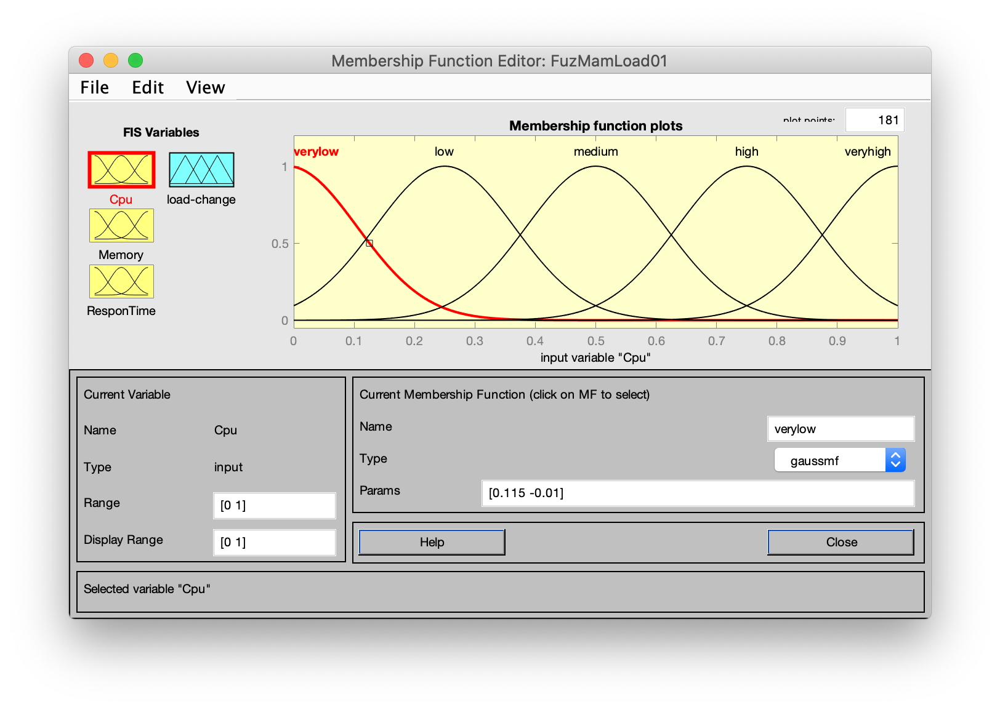 Membership Function Editor: FuzMamLoad01
File Edit View
FIS Variables
Cpu
load-change
Memory
ResponTime
plot points:
181
Membership function plots
verylow low medium high veryhigh
1
0.5
0
0 0.1 0.2 0.3 0.4 0.5 0.6 0.7 0.8 0.9 1
input variable "Cpu"
Current Variable
Name Cpu
Type input
Range [0 1]
Display Range [0 1]
Current Membership Function (click on MF to select)
Name verylow
Type gaussmf
Params [0.115 -0.01]
Help Close
Selected variable "Cpu"